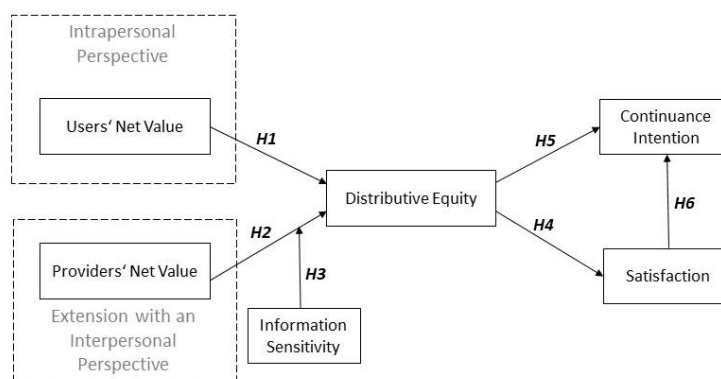 Intrapersonal
Perspective
Users‘ Net Value
H1
Distributive Equity
H5
Continuance
Intention
H2
H4
H6
Providers‘ Net Value
H3
Satisfaction
Extension with an
Interpersonal
Perspective
Information
Sensitivity